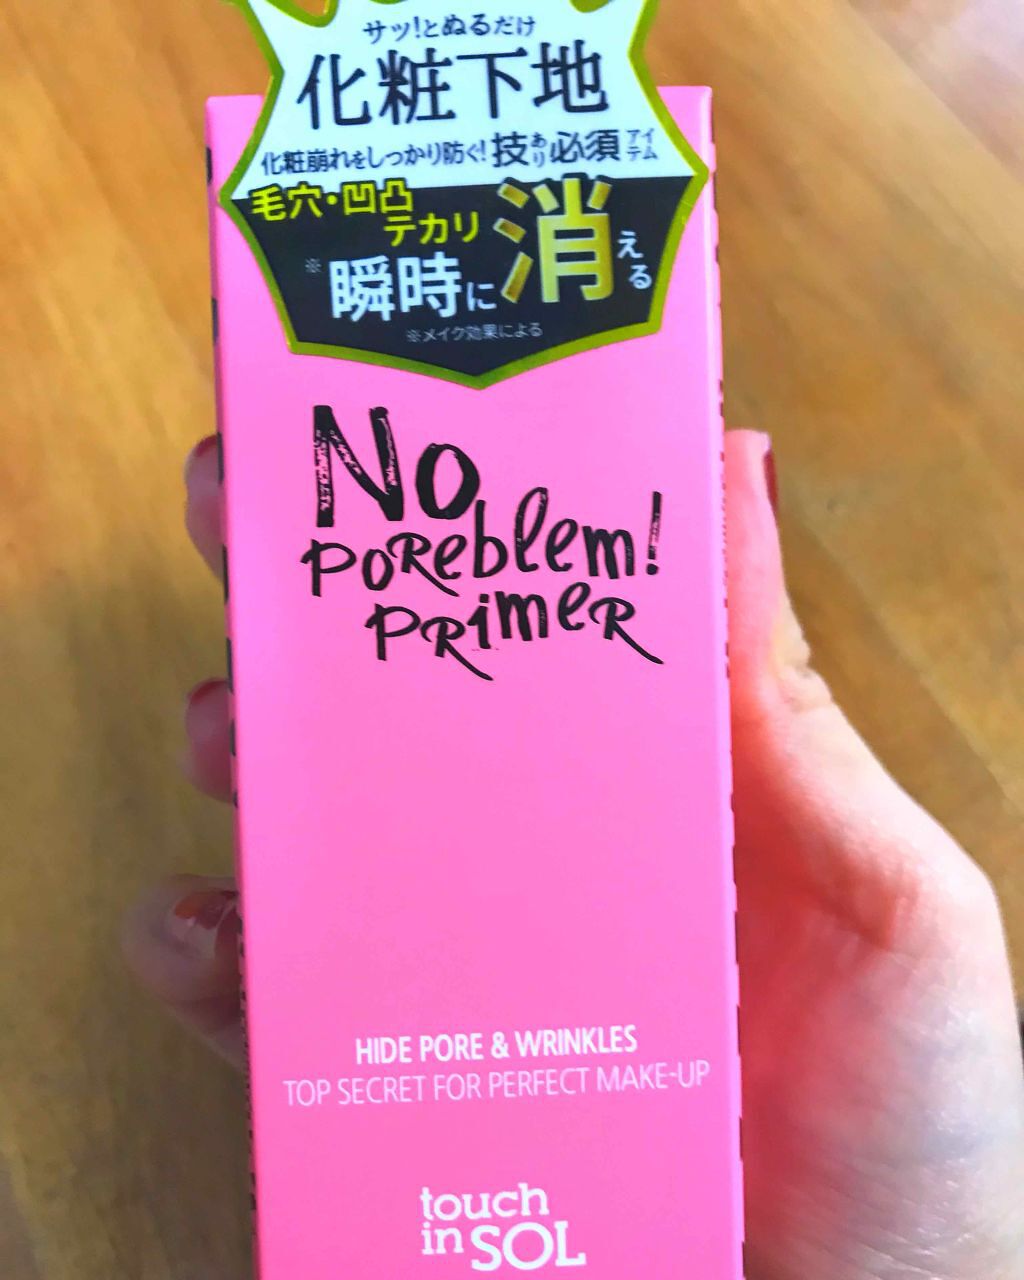 サッ!とぬるだけ
化粧下地
化粧崩れをしっかり防ぐ!技あり必須アイテム
毛穴・凹凸
テカリ
※瞬時に消える
※メイク効果による
No
PoReblem!
PRimeR
HIDE PORE & WRINKLES
TOP SECRET FOR PERFECT MAKE-UP
touch
in SOL